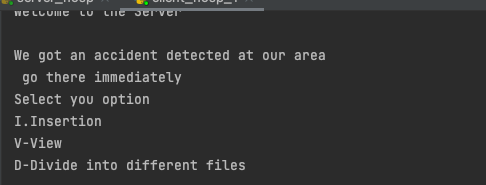 Welcome to the Server
We got an accident detected at our area
go there immediately
Select you option
I.Insertion
V-View
D-Divide into different files